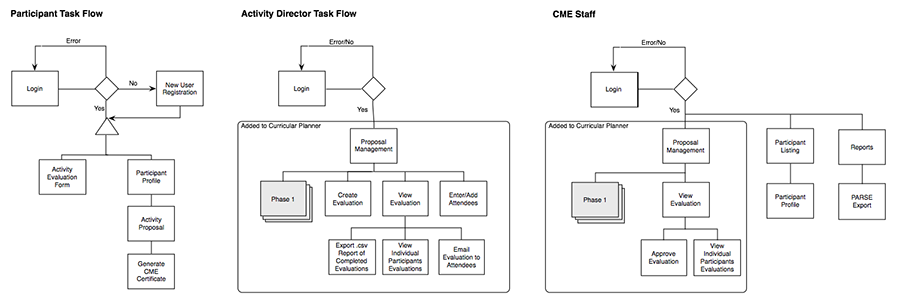 Participant Task Flow
Error
Login
No
New User
Registration
Yes
Activity
Evaluation
Form
Participant
Profile
Activity
Proposal
Generate
CME
Certificate
Activity Director Task Flow
Error/No
Login
Yes
Added to Curricular Planner
Proposal
Management
Phase 1
Create
Evaluation
View
Evaluation
Enter/Add
Attendees
Export .csv
Report of
Completed
Evaluations
View
Individual
Participants
Evaluations
Email
Evaluation to
Attendees
CME Staff
Error/No
Login
Yes
Added to Curricular Planner
Proposal
Management
Phase 1
View
Evaluation
Approve
Evaluation
View
Individual
Participants
Evaluations
Participant
Listing
Participant
Profile
Reports
PARSE
Export